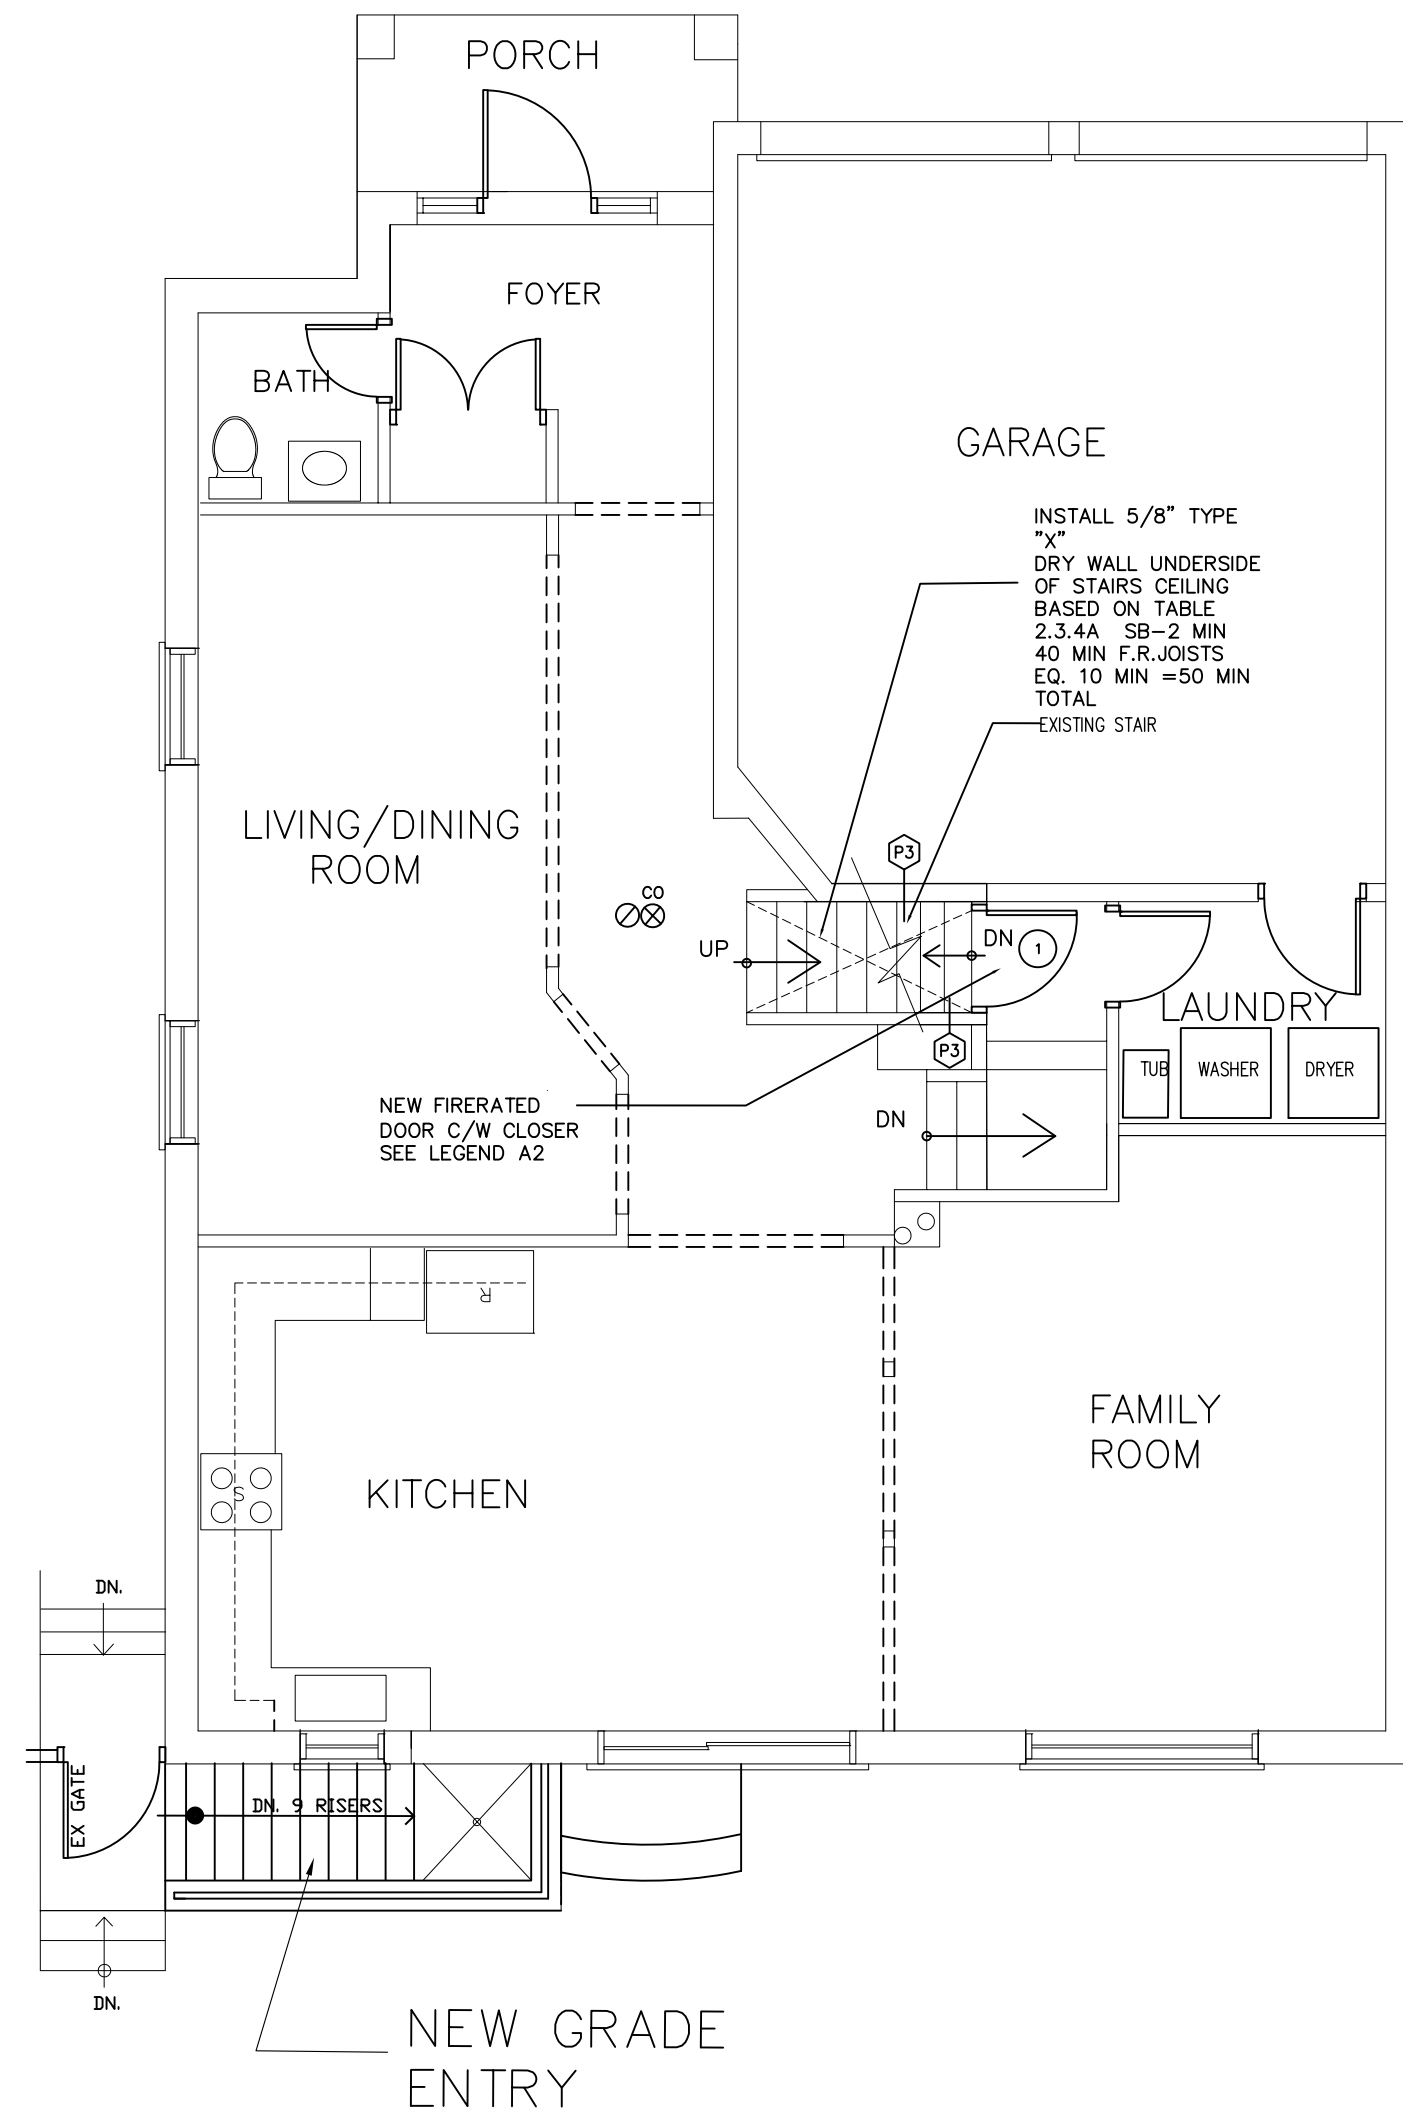 PORCH
FOYER
BATH
GARAGE
INSTALL 5/8" TYPE
"X"
DRY WALL UNDERSIDE
OF STAIRS CEILING
BASED ON TABLE
2.3.4A SB-2 MIN
40 MIN F.R.JOISTS
EQ. 10 MIN =50 MIN
TOTAL
EXISTING STAIR
LIVING/DINING
ROOM
P3
CO
UP
DN
1
LAUNDRY
P3
TUB
WASHER
DRYER
NEW FIRERATED
DOOR C/W CLOSER
SEE LEGEND A2
DN
R
FAMILY
ROOM
KITCHEN
S
DN.
EX GATE
DN. 9 RISERS
DN.
NEW GRADE
ENTRY